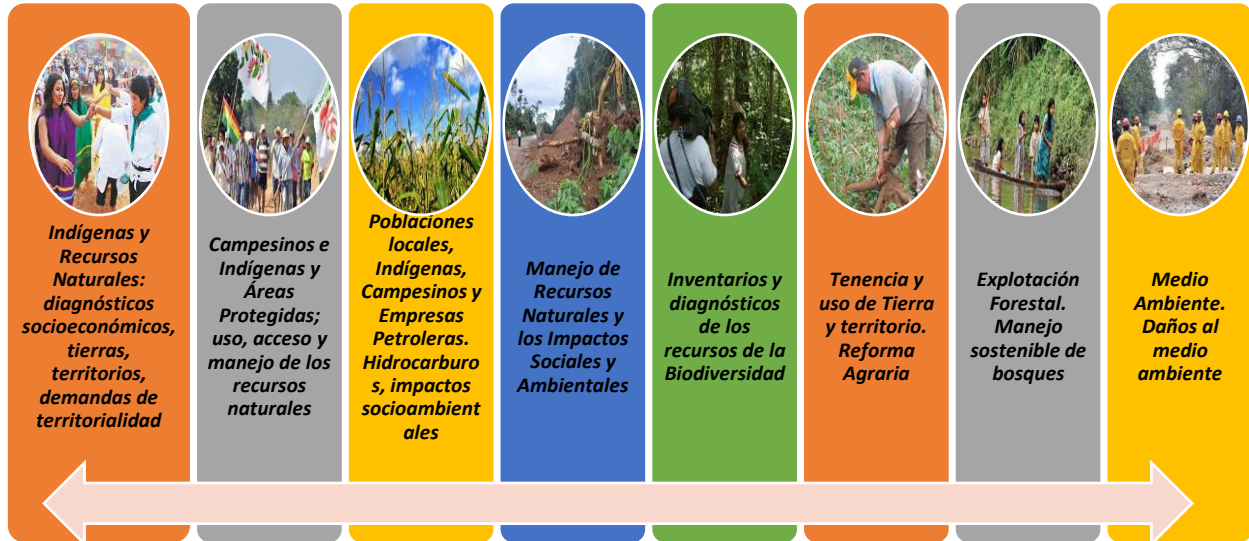 Indígenas y
Recursos
Naturales:
diagnósticos
socioeconómicos,
tierras,
territorios,
demandas de
territorialidad
Campesinos e
Indígenas y
Áreas
Protegidas;
uso, acceso y
manejo de los
recursos
naturales
Poblaciones
locales,
Indígenas,
Campesinos y
Empresas
Petroleras.
Hidrocarburo
s, impactos
socioambient
ales
Manejo de
Recursos
Naturales y
los Impactos
Sociales y
Ambientales
Inventarios y
diagnósticos
de los
recursos de la
Biodiversidad
Tenencia y
uso de Tierra
y territorio.
Reforma
Agraria
Explotación
Forestal.
Manejo
sostenible de
bosques
Medio
Ambiente.
Daños al
medio
ambiente